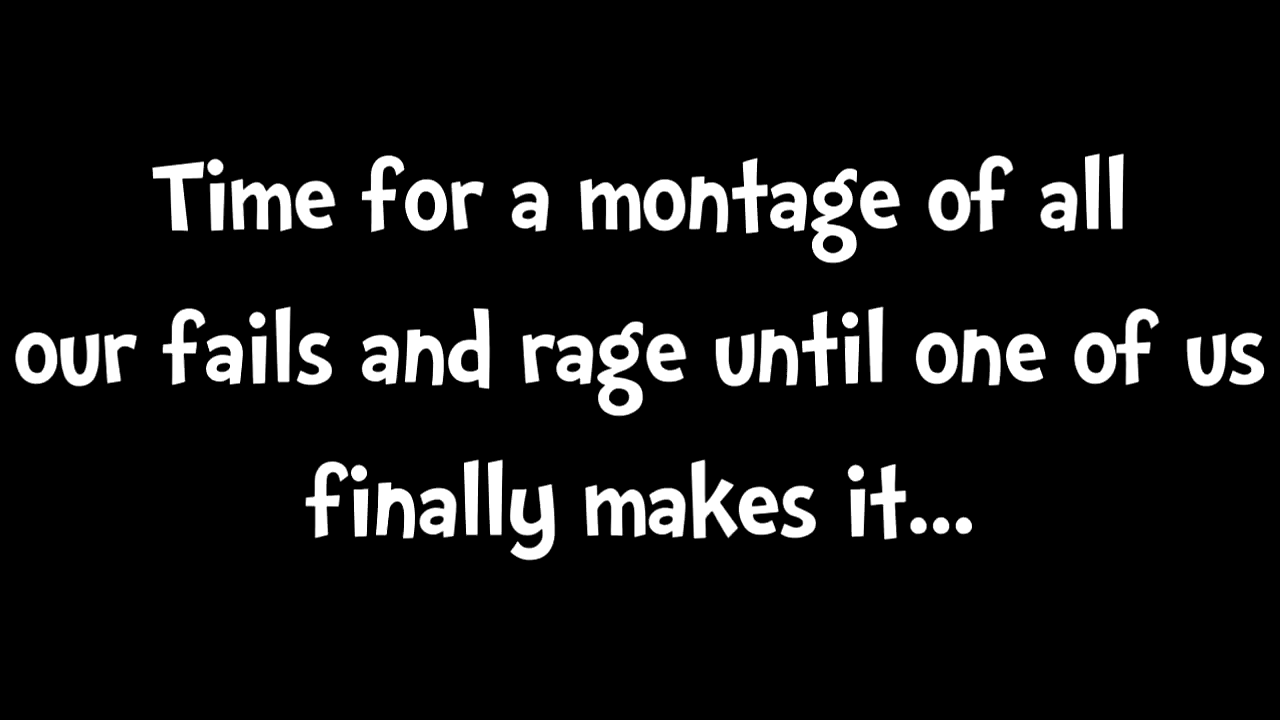 Time for a montage of all
our fails and rage until one of us
finally makes it...